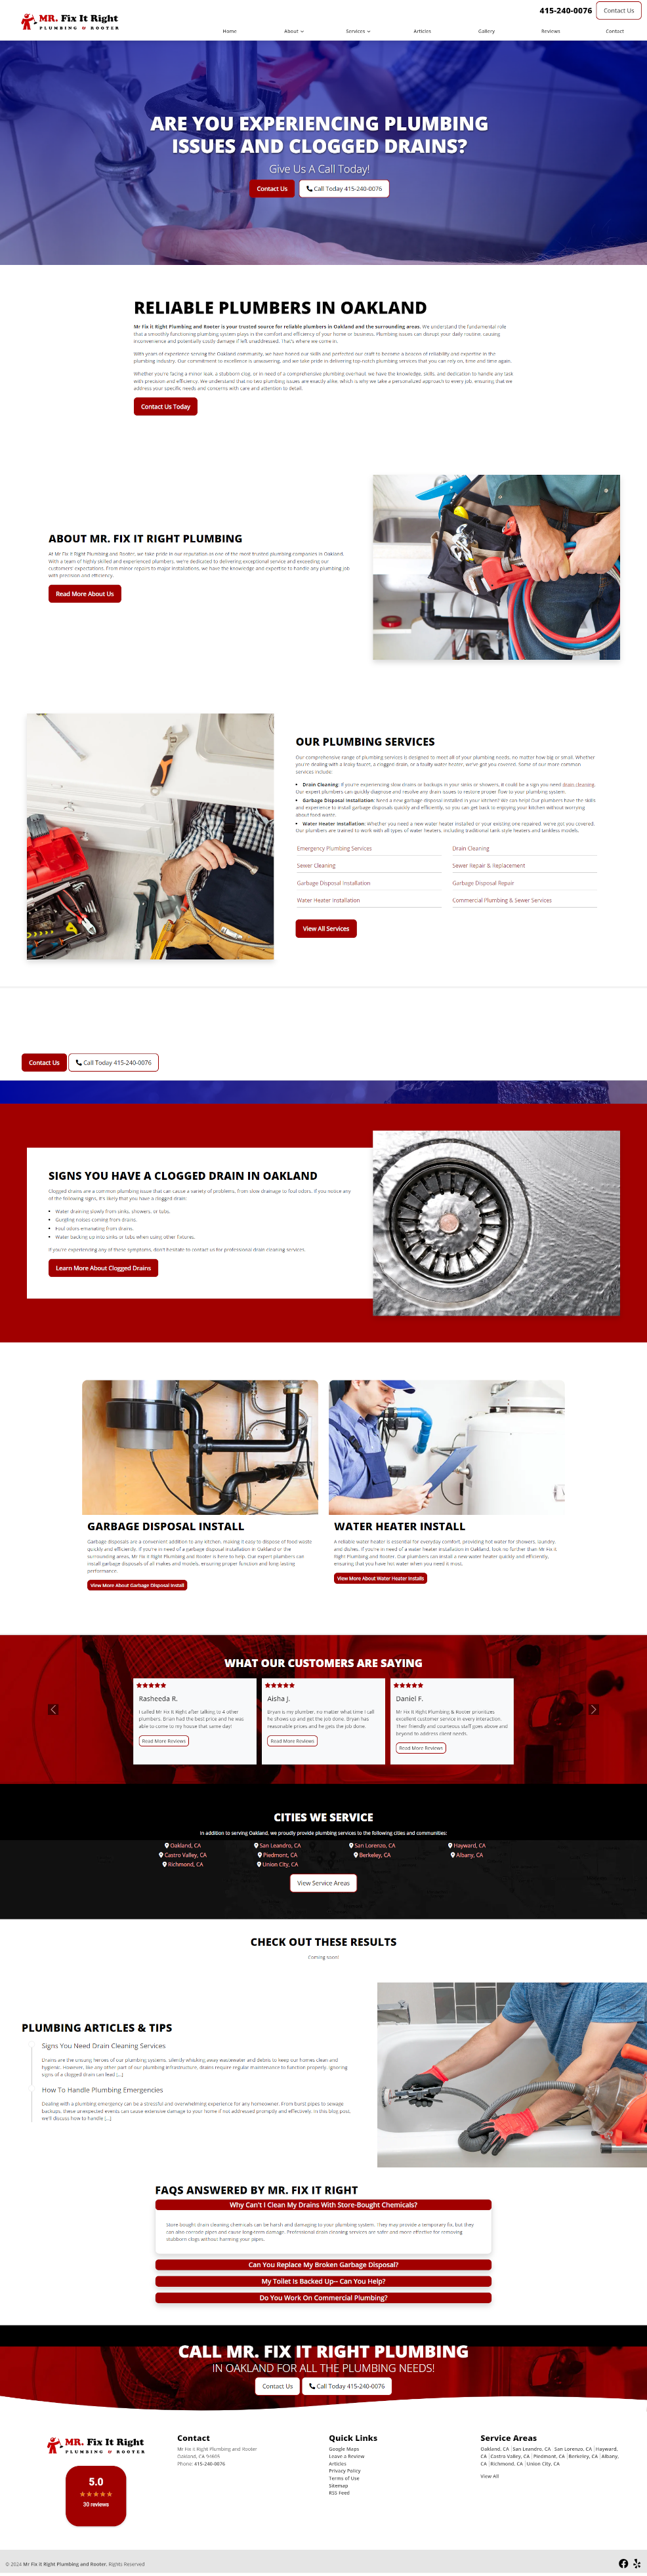 415-240-0076 Contact Us
MR. Fix It Right
PLUMBING & ROOTER
Home About Services Articles Gallery Reviews Contact
ARE YOU EXPERIENCING PLUMBING
ISSUES AND CLOGGED DRAINS?
Give Us A Call Today!
Contact Us Call Today 415-240-0076
RELIABLE PLUMBERS IN OAKLAND
Mr Fix it Right Plumbing and Rooter is your trusted source for reliable plumbers in Oakland and the surrounding areas. We understand the fundamental role
that a smoothly functioning plumbing system plays in the comfort and efficiency of your home or business. Plumbing issues can disrupt your daily routine, causing
inconvenience and potentially costly damage if left unaddressed. That's where we come in.
With years of experience serving the Oakland community, we have honed our skills and perfected our craft to become a beacon of reliability and expertise in the
plumbing industry. Our commitment to excellence is unwavering, and we take pride in delivering top-notch plumbing services that you can rely on, time and time again.
Whether you're facing a minor leak, a stubborn clog, or in need of a comprehensive plumbing overhaul, we have the knowledge, skills, and dedication to handle any task
with precision and efficiency. We understand that no two plumbing issues are exactly alike, which is why we take a personalized approach to every job, ensuring that we
address your specific needs and concerns with care and attention to detail.
Contact Us Today
ABOUT MR. FIX IT RIGHT PLUMBING
At Mr Fix It Right Plumbing and Rooter, we take pride in our reputation as one of the most trusted plumbing companies in Oakland.
With a team of highly skilled and experienced plumbers, we're dedicated to delivering exceptional service and exceeding our
customers' expectations. From minor repairs to major installations, we have the knowledge and expertise to handle any plumbing job
with precision and efficiency.
Read More About Us
OUR PLUMBING SERVICES
Our comprehensive range of plumbing services is designed to meet all of your plumbing needs, no matter how big or small. Whether
you're dealing with a leaky faucet, a clogged drain, or a faulty water heater, we've got you covered. Some of our more common
services include:
• Drain Cleaning: If you're experiencing slow drains or backups in your sinks or showers, it could be a sign you need drain cleaning.
Our expert plumbers can quickly diagnose and resolve any drain issues to restore proper flow to your plumbing system.
• Garbage Disposal Installation: Need a new garbage disposal installed in your kitchen? We can help! Our plumbers have the skills
and experience to install garbage disposals quickly and efficiently, so you can get back to enjoying your kitchen without worrying
about food waste.
• Water Heater Installation: Whether you need a new water heater installed or your existing one repaired, we've got you covered.
Our plumbers are trained to work with all types of water heaters, including traditional tank-style heaters and tankless models.
Emergency Plumbing Services Drain Cleaning
Sewer Cleaning Sewer Repair & Replacement
Garbage Disposal Installation Garbage Disposal Repair
Water Heater Installation Commercial Plumbing & Sewer Services
View All Services
Contact Us Call Today 415-240-0076
SIGNS YOU HAVE A CLOGGED DRAIN IN OAKLAND
Clogged drains are a common plumbing issue that can cause a variety of problems, from slow drainage to foul odors. If you notice any
of the following signs, it's likely that you have a clogged drain:
• Water draining slowly from sinks, showers, or tubs.
• Gurgling noises coming from drains.
• Foul odors emanating from drains.
• Water backing up into sinks or tubs when using other fixtures.
If you're experiencing any of these symptoms, don't hesitate to contact us for professional drain cleaning services.
Learn More About Clogged Drains
GARBAGE DISPOSAL INSTALL
Garbage disposals are a convenient addition to any kitchen, making it easy to dispose of food waste
quickly and efficiently. If you're in need of a garbage disposal installation in Oakland or the
surrounding areas, Mr Fix It Right Plumbing and Rooter is here to help. Our expert plumbers can
install garbage disposals of all makes and models, ensuring proper function and long-lasting
performance.
View More About Garbage Disposal Install
WATER HEATER INSTALL
A reliable water heater is essential for everyday comfort, providing hot water for showers, laundry,
and dishes. If you're in need of a water heater installation in Oakland, look no further than Mr Fix It
Right Plumbing and Rooter. Our plumbers can install a new water heater quickly and efficiently,
ensuring that you have hot water when you need it most.
View More About Water Heater Installs
WHAT OUR CUSTOMERS ARE SAYING
Rasheeda R.
I called Mr Fix It Right after talking to 4 other
plumbers. Brian had the best price and he was
able to come to my house that same day!
Read More Reviews
Aisha J.
Bryan is my plumber, no matter what time I call
he shows up and get the job done. Bryan has
reasonable prices and he gets the job done.
Read More Reviews
Daniel F.
Mr Fix It Right Plumbing & Rooter prioritizes
excellent customer service in every interaction.
Their friendly and courteous staff goes above and
beyond to address client needs.
Read More Reviews
CITIES WE SERVICE
In addition to serving Oakland, we proudly provide plumbing services to the following cities and communities:
Oakland, CA San Leandro, CA San Lorenzo, CA Hayward, CA
Castro Valley, CA Piedmont, CA Berkeley, CA Albany, CA
Richmond, CA Union City, CA
View Service Areas
CHECK OUT THESE RESULTS
Coming soon!
PLUMBING ARTICLES & TIPS
Signs You Need Drain Cleaning Services
Drains are the unsung heroes of our plumbing systems, silently whisking away wastewater and debris to keep our homes clean and
hygienic. However, like any other part of our plumbing infrastructure, drains require regular maintenance to function properly. Ignoring
signs of a clogged drain can lead [...]
How To Handle Plumbing Emergencies
Dealing with a plumbing emergency can be a stressful and overwhelming experience for any homeowner. From burst pipes to sewage
backups, these unexpected events can cause extensive damage to your home if not addressed promptly and effectively. In this blog post,
we'll discuss how to handle [...]
FAQS ANSWERED BY MR. FIX IT RIGHT
Why Can't I Clean My Drains With Store-Bought Chemicals?
Store-bought drain cleaning chemicals can be harsh and damaging to your plumbing system. They may provide a temporary fix, but they
can also corrode pipes and cause long-term damage. Professional drain cleaning services are safer and more effective for removing
stubborn clogs without harming your pipes.
Can You Replace My Broken Garbage Disposal?
My Toilet Is Backed Up-- Can You Help?
Do You Work On Commercial Plumbing?
CALL MR. FIX IT RIGHT PLUMBING
IN OAKLAND FOR ALL THE PLUMBING NEEDS!
Contact Us Call Today 415-240-0076
MR. Fix It Right
PLUMBING & ROOTER
5.0
30 reviews
Contact
Mr Fix It Right Plumbing and Rooter
Oakland, CA 94605
Phone: 415-240-0076
Quick Links
Google Maps
Leave a Review
Articles
Privacy Policy
Terms of Use
Sitemap
RSS Feed
Service Areas
Oakland, CA | San Leandro, CA | San Lorenzo, CA | Hayward,
CA | Castro Valley, CA | Piedmont, CA | Berkeley, CA | Albany,
CA | Richmond, CA | Union City, CA
View All
© 2024 Mr Fix It Right Plumbing and Rooter, Rights Reserved